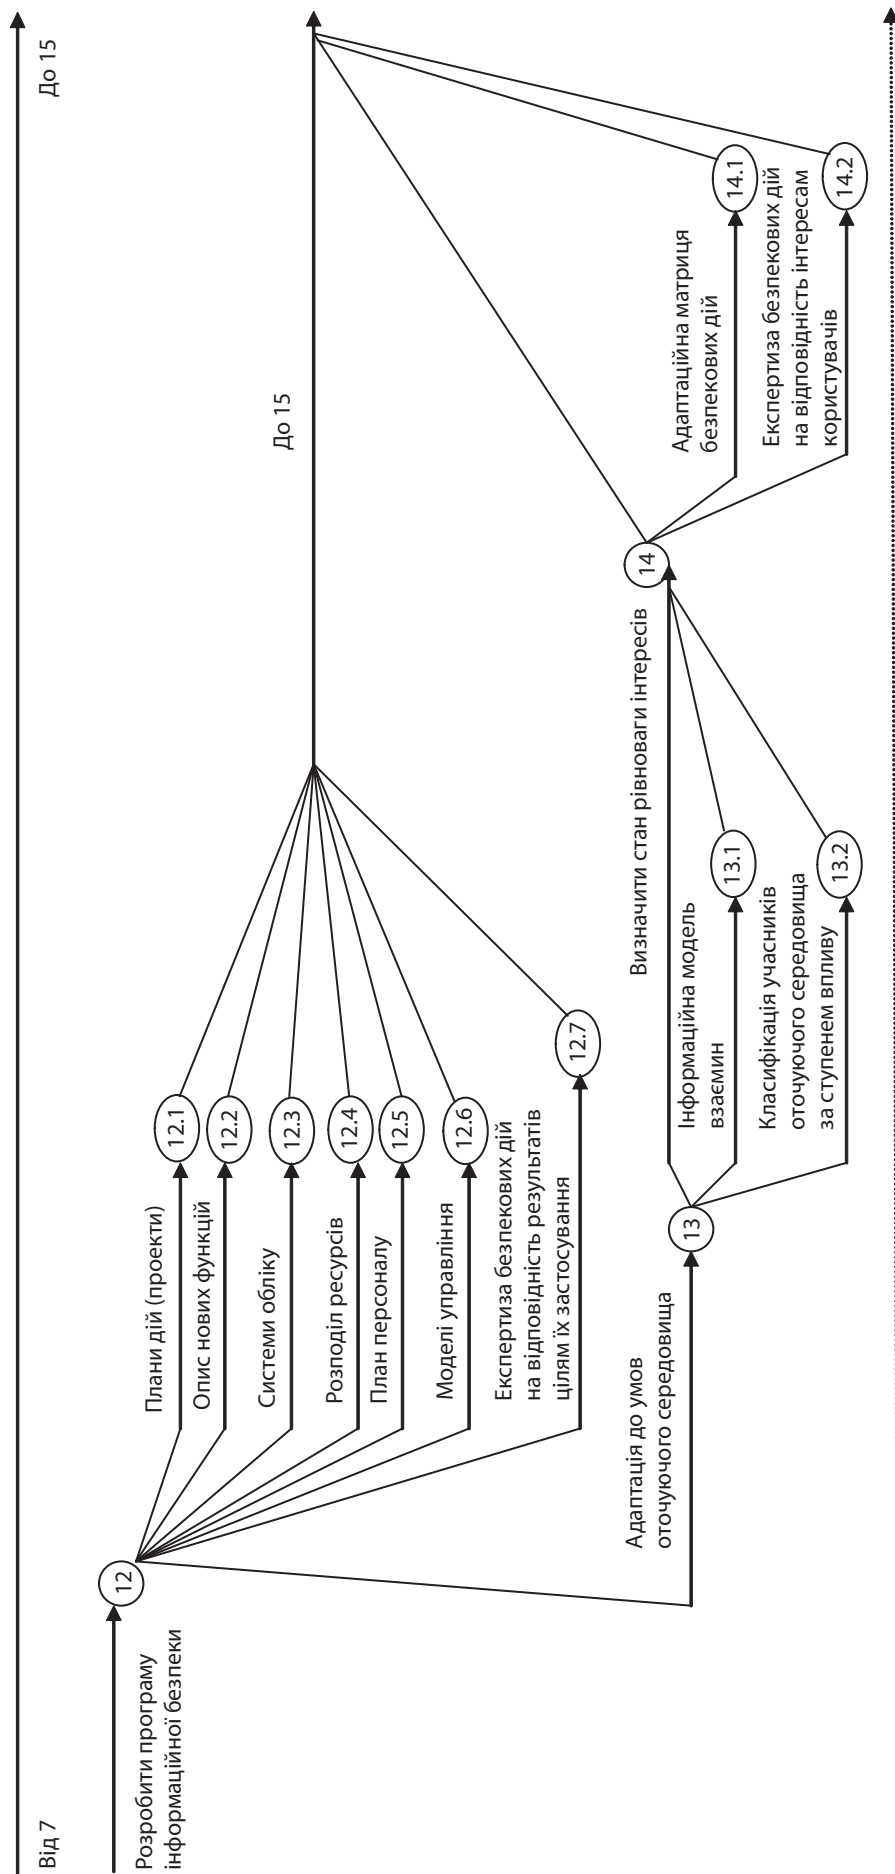 Від 7
До 15
Розробити програму
інформаційної безпеки
12
Плани дій (проекти)
12.1
Опис нових функцій
12.2
Системи обліку
12.3
Розподіл ресурсів
12.4
План персоналу
12.5
Моделі управління
12.6
Експертиза безпекових дій
на відповідність результатів
цілям їх застосування
12.7
До 15
Адаптація до умов
оточуючого середовища
13
Визначити стан рівноваги інтересів
14
Інформаційна модель
взаємин
13.1
Класифікація учасників
оточуючого середовища
за ступенем впливу
13.2
Адаптаційна матриця
безпекових дій
14.1
Експертиза безпекових дій
на відповідність інтересам
користувачів
14.2